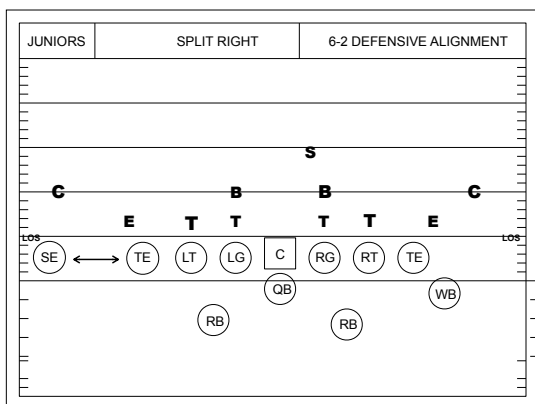 JUNIORS SPLIT RIGHT 6-2 DEFENSIVE ALIGNMENT
S
C B B C
E T T T T E
LOS LOS
SE TE LT LG C RG RT TE
QB WB
RB RB